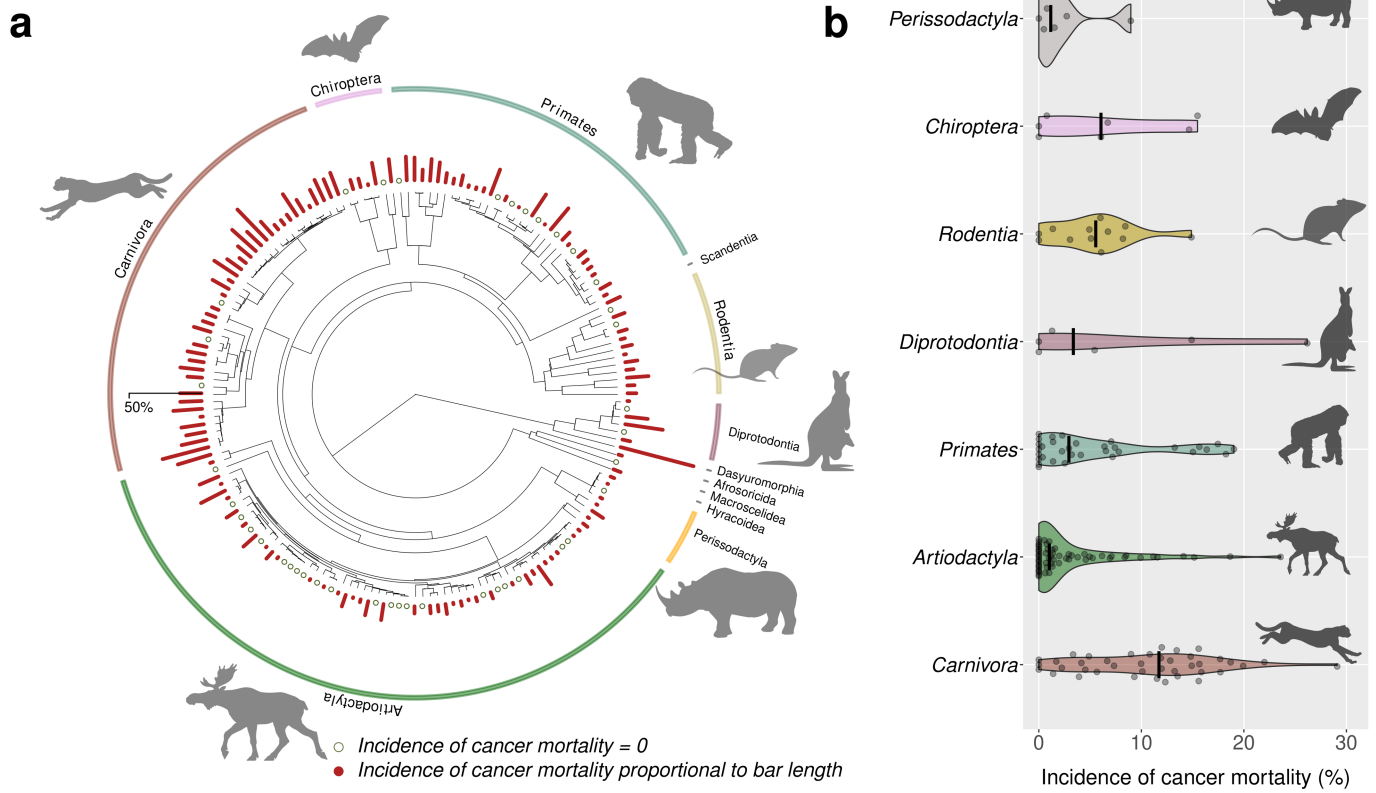 a
Chiroptera
Primates
Carnivora
Scandentia
Rodentia
50%
Diprotodontia
Dasyuromorphia
Afrosoricida
Macroscelidea
Hyracoidea
Perissodactyla
Artiodactyla
Incidence of cancer mortality = 0
Incidence of cancer mortality proportional to bar length
b
Perissodactyla
Chiroptera
Rodentia
Diprotodontia
Primates
Artiodactyla
Carnivora
0 10 20 30
Incidence of cancer mortality (%)